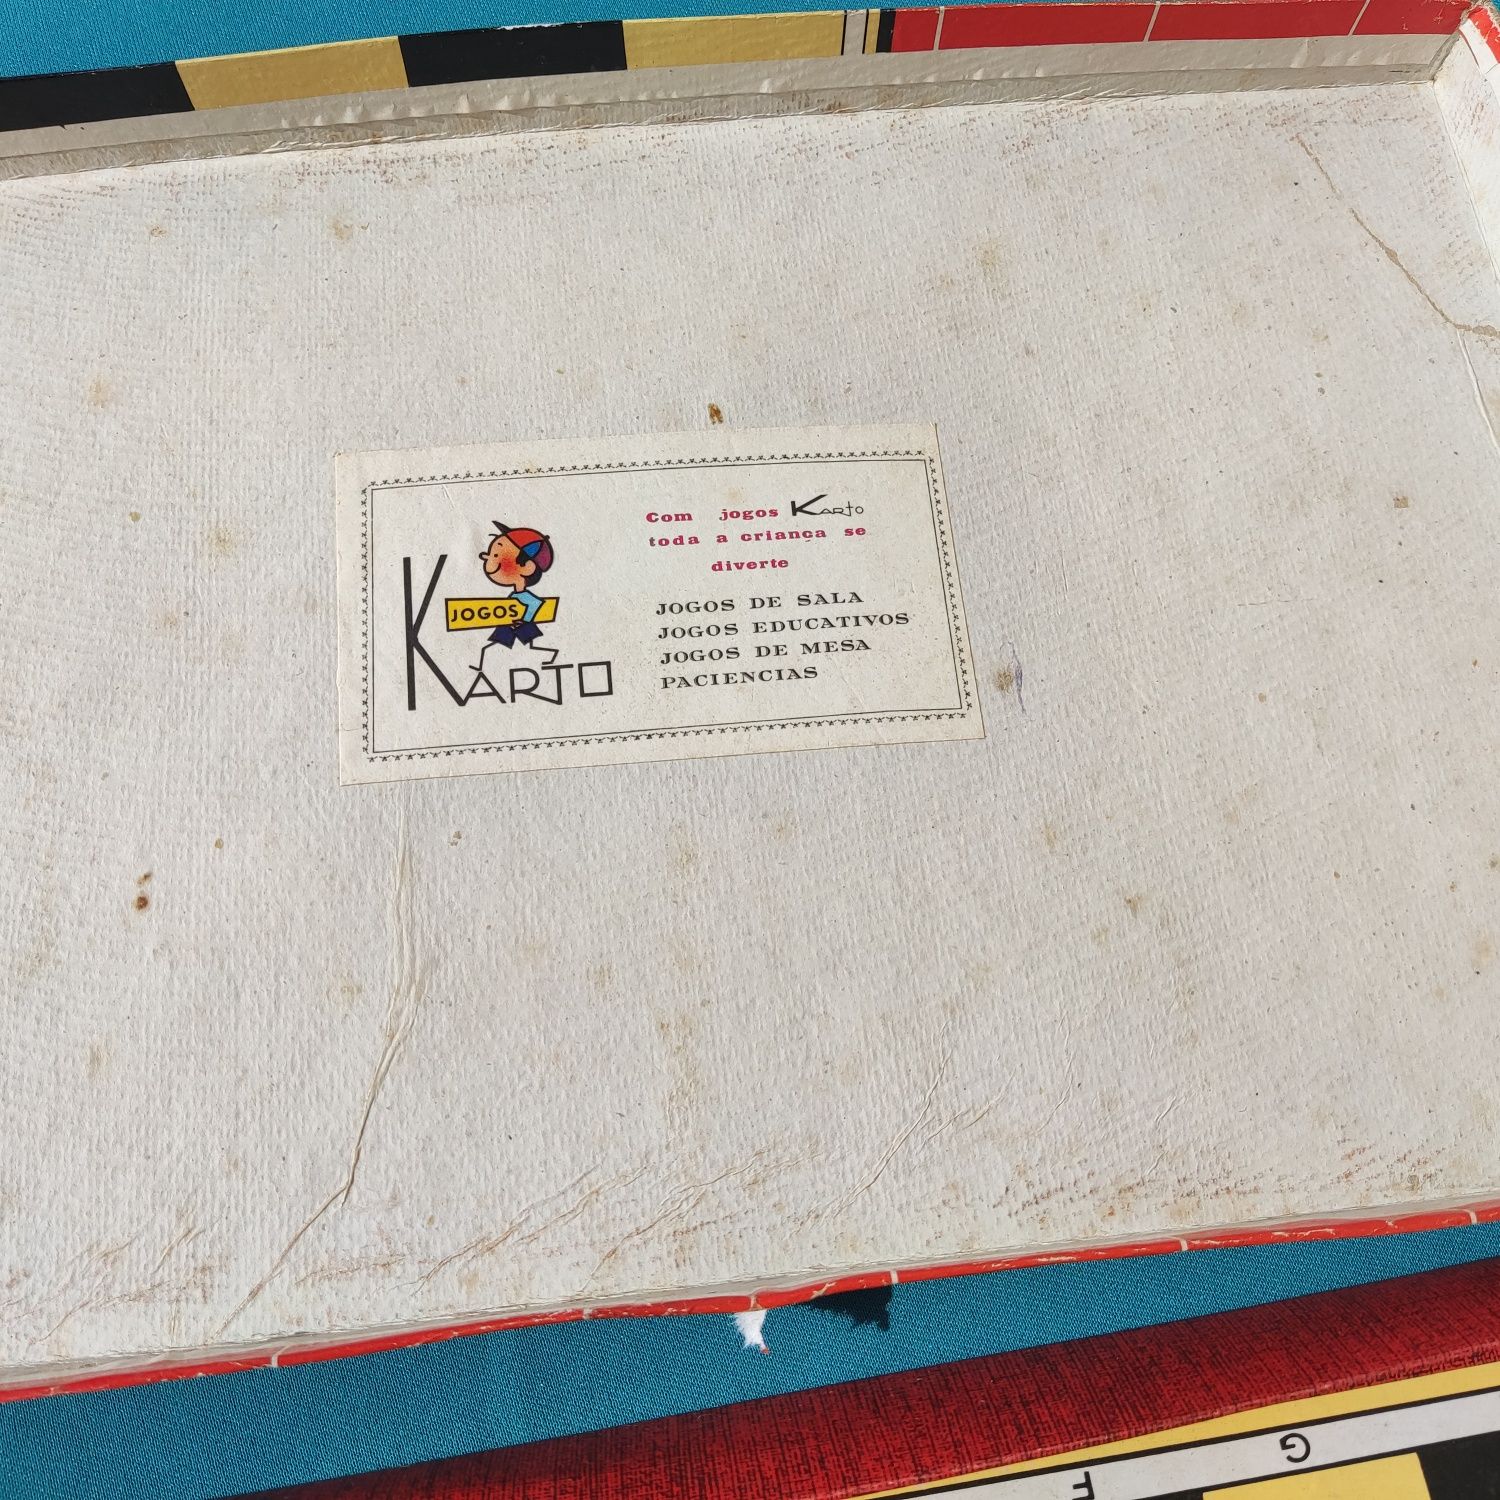 JOGOS
KARTO
Com jogos KARTO
toda a criança se
diverte
JOGOS DE SALA
JOGOS EDUCATIVOS
JOGOS DE MESA
PACIENCIAS
G
F